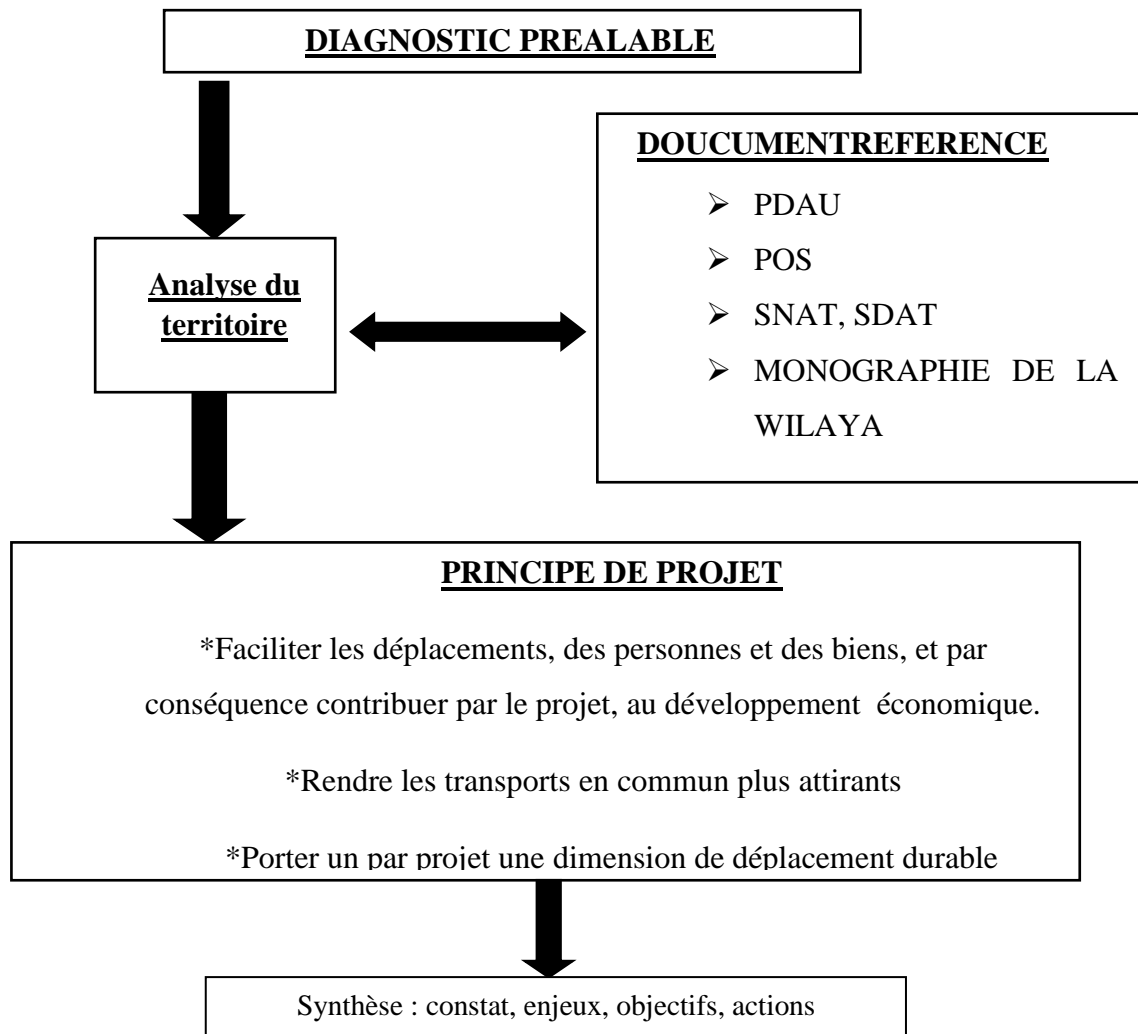 DIAGNOSTIC PREALABLE
DOUCUMENTREFERENCE
➢ PDAU
➢ POS
➢ SNAT, SDAT
➢ MONOGRAPHIE DE LA
WILAYA
Analyse du
territoire
PRINCIPE DE PROJET
*Faciliter les déplacements, des personnes et des biens, et par
conséquence contribuer par le projet, au développement économique.
*Rendre les transports en commun plus attirants
*Porter un par projet une dimension de déplacement durable
Synthèse : constat, enjeux, objectifs, actions